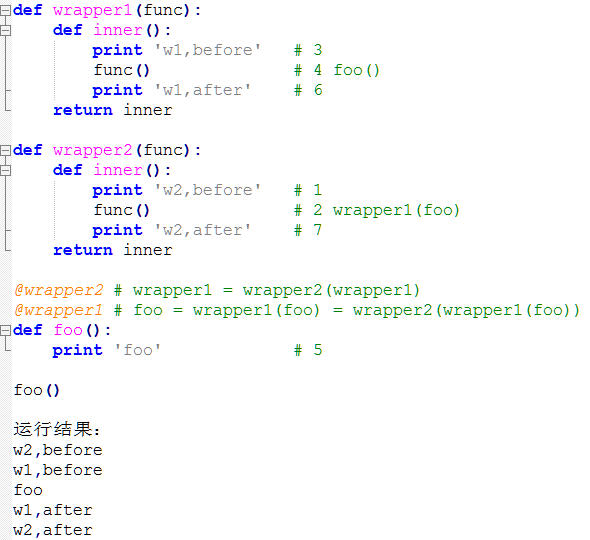 def wrapper1(func):
    def inner():
        print 'w1,before'   # 3
        func()              # 4 foo()
        print 'w1,after'    # 6
    return inner

def wrapper2(func):
    def inner():
        print 'w2,before'   # 1
        func()              # 2 wrapper1(foo)
        print 'w2,after'    # 7
    return inner

@wrapper2 # wrapper1 = wrapper2(wrapper1)
@wrapper1 # foo = wrapper1(foo) = wrapper2(wrapper1(foo))
def foo():
    print 'foo'             # 5

foo()

运行结果:
w2,before
w1,before
foo
w1,after
w2,after